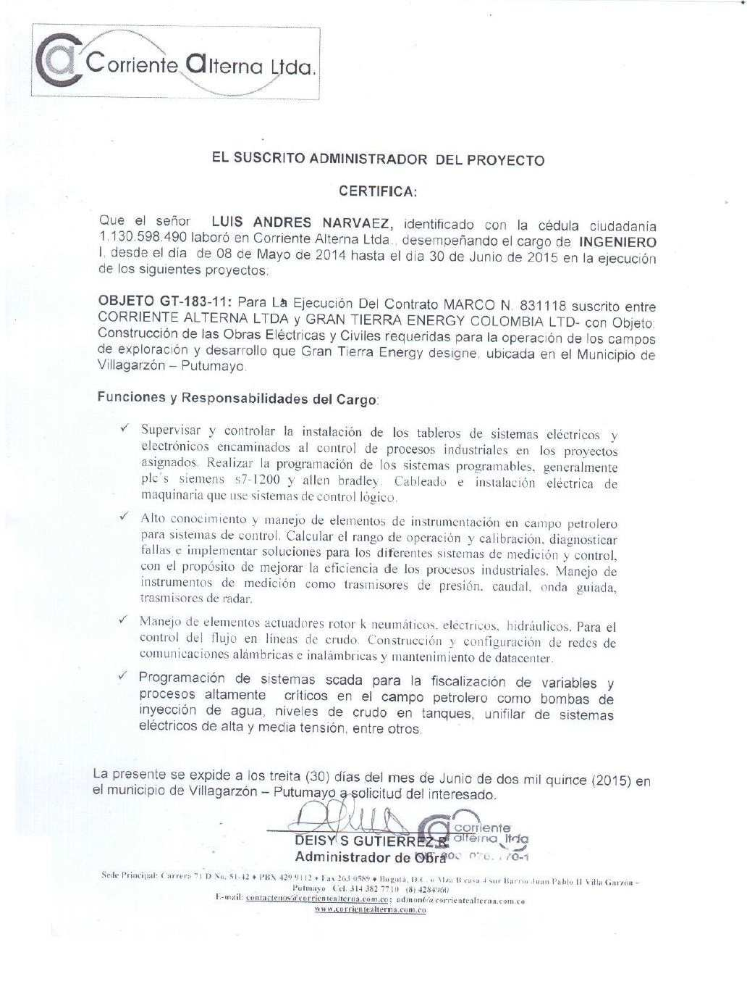 Corriente alterna Ltda.
EL SUSCRITO ADMINISTRADOR DEL PROYECTO
CERTIFICA:
Que el señor LUIS ANDRES NARVAEZ, identificado con la cédula ciudadanía
1.130.598.490 laboró en Corriente Alterna Ltda., desempeñando el cargo de INGENIERO
I, desde el día de 08 de Mayo de 2014 hasta el día 30 de Junio de 2015 en la ejecución
de los siguientes proyectos:
OBJETO GT-183-11: Para La Ejecución Del Contrato MARCO N. 831118 suscrito entre
CORRIENTE ALTERNA LTDA y GRAN TIERRA ENERGY COLOMBIA LTD- con Objeto:
Construcción de las Obras Eléctricas y Civiles requeridas para la operación de los campos
de exploración y desarrollo que Gran Tierra Energy designe, ubicada en el Municipio de
Villagarzón – Putumayo.
Funciones y Responsabilidades del Cargo:
✓ Supervisar y controlar la instalación de los tableros de sistemas eléctricos y
electrónicos encaminados al control de procesos industriales en los proyectos
asignados. Realizar la programación de los sistemas programables, generalmente
plc´s siemens s7-1200 y allen bradley. Cableado e instalación eléctrica de
maquinaria que use sistemas de control lógico.
✓ Alto conocimiento y manejo de elementos de instrumentación en campo petrolero
para sistemas de control. Calcular el rango de operación y calibración, diagnosticar
fallas e implementar soluciones para los diferentes sistemas de medición y control,
con el propósito de mejorar la eficiencia de los procesos industriales. Manejo de
instrumentos de medición como trasmisores de presión, caudal, onda guiada,
trasmisores de radar.
✓ Manejo de elementos actuadores rotor k neumáticos, eléctricos, hidráulicos. Para el
control del flujo en líneas de crudo. Construcción y configuración de redes de
comunicaciones alámbricas e inalámbricas y mantenimiento de datacenter.
✓ Programación de sistemas scada para la fiscalización de variables y
procesos altamente críticos en el campo petrolero como bombas de
inyección de agua, niveles de crudo en tanques, unifilar de sistemas
eléctricos de alta y media tensión, entre otros.
La presente se expide a los treita (30) días del mes de Junio de dos mil quince (2015) en
el municipio de Villagarzón – Putumayo a solicitud del interesado.
corriente
alterna ltda
DEISY S GUTIERREZ R
Administrador de Obra
Sede Principal: Carrera 71 D No. 51-42 ♦ PBX 429 9112 ♦ Fax 263 0589 ♦ Bogotá, D.C. Mza B casa 4 sur Barrio Juan Pablo II Villa Garzón –
Putmayo Cel. 314 382 7710 (8) 4284960
E-mail: contactenos@corrientealterna.com.co; admon6@corrientealterna.com.co
www.corrientealterna.com.co